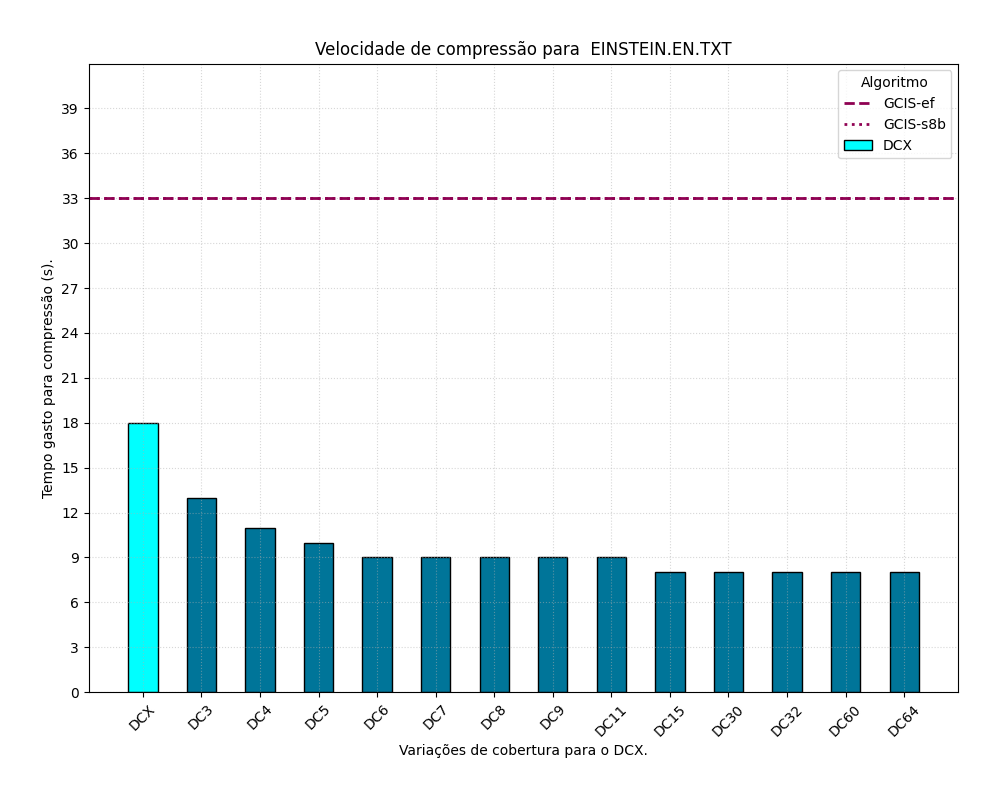 Velocidade de compressão para  EINSTEIN.EN.TXT
Algoritmo
GCIS-ef
GCIS-s8b
DCX
Tempo gasto para compressão (s).
39
36
33
30
27
24
21
18
15
12
9
6
3
0
DCX
DC3
DC4
DC5
DC6
DC7
DC8
DC9
DC11
DC15
DC30
DC32
DC60
DC64
Variações de cobertura para o DCX.